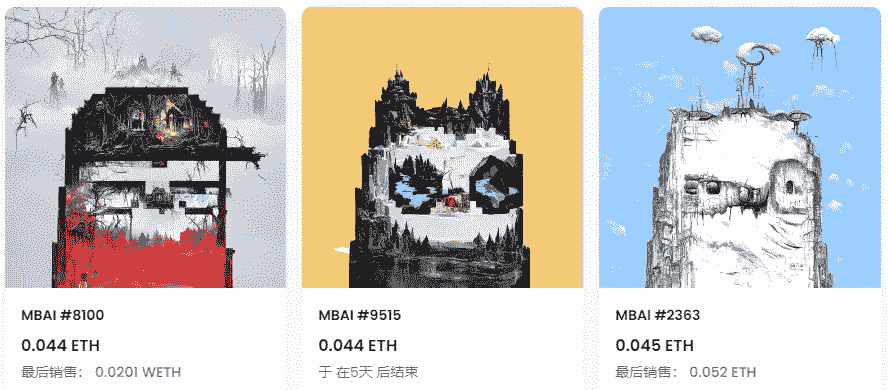 MBAI #8100
0.044 ETH
最后销售： 0.0201 WETH
MBAI #9515
0.044 ETH
于 在5天 后结束
MBAI #2363
0.045 ETH
最后销售： 0.052 ETH